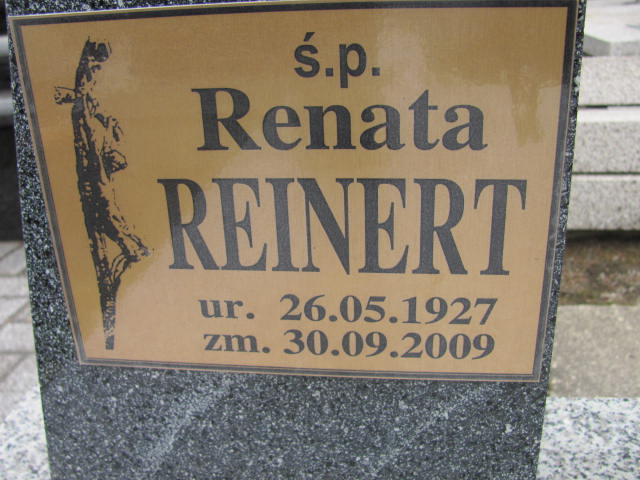 ś.p.
Renata
REINERT
ur. 26.05.1927
zm. 30.09.2009